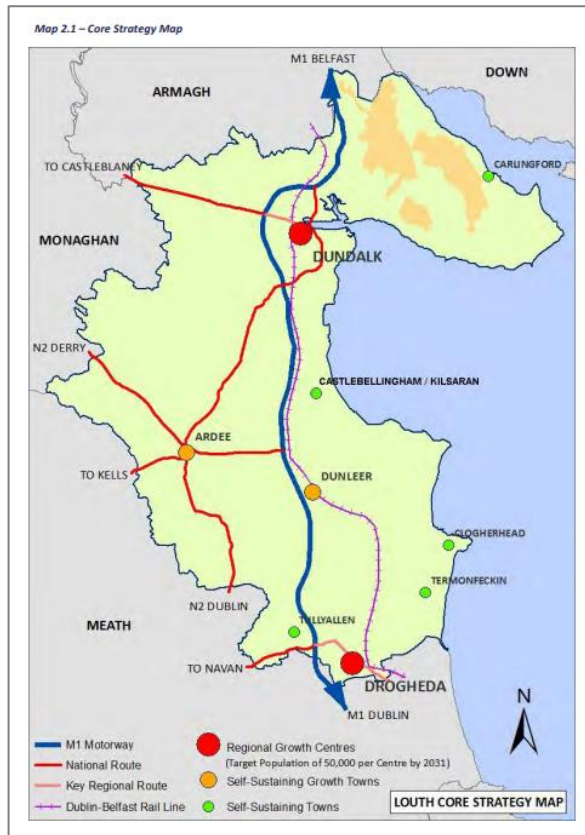 Map 2.1 – Core Strategy Map
M1 BELFAST
DOWN
ARMAGH
CARLINGFORD
TO CASTLEBLANEY
MONAGHAN
DUNDALK
N2 DERRY
CASTLEBELLINGHAM / KILSARAN
ARDEE
TO KELLS
DUNLEER
CLOGHERHEAD
TERMONFECKIN
N2 DUBLIN
MEATH
TULLYALLEN
TO NAVAN
DROGHEDA
N
M1 DUBLIN
M1 Motorway
National Route
Key Regional Route
Dublin-Belfast Rail Line
Regional Growth Centres
(Target Population of 50,000 per Centre by 2031)
Self-Sustaining Growth Towns
Self-Sustaining Towns
LOUTH CORE STRATEGY MAP